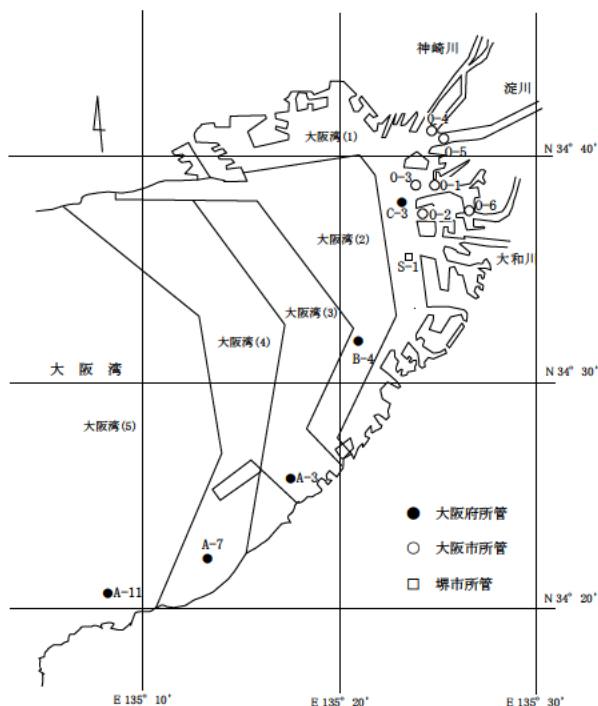 神崎川
淀川
O-4
大阪湾(1)
O-5
N 34° 40′
O-3
O-1
C-3
O-2
O-6
大阪湾(2)
大和川
S-1
大阪湾(3)
大阪湾(4)
B-4
大 阪 湾
N 34° 30′
大阪湾(5)
A-3
● 大阪府所管
A-7
○ 大阪市所管
□ 堺市所管
A-11
N 34° 20′
E 135° 10′
E 135° 20′
E 135° 30′